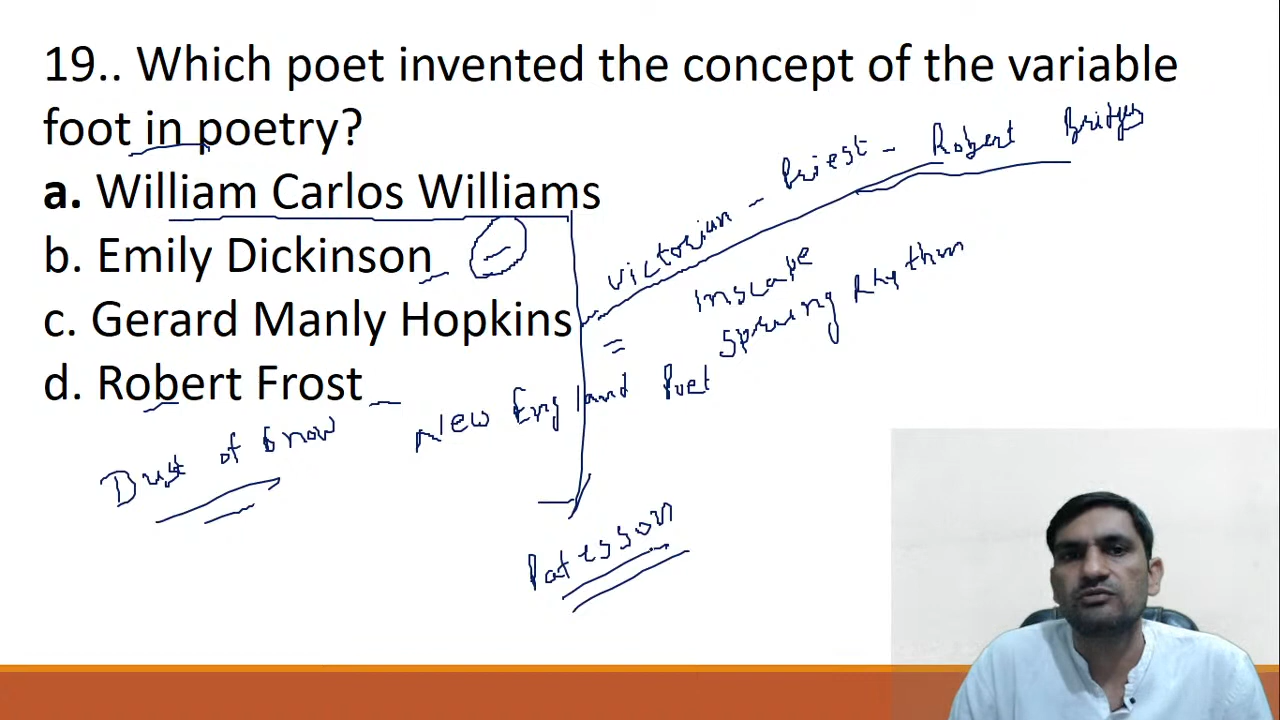 19.. Which poet invented the concept of the variable
foot in poetry?
a. William Carlos Williams
b. Emily Dickinson
c. Gerard Manly Hopkins
d. Robert Frost
Victorian - Priest - Robert Bridges
= inscape
Sprung Rhythm
New England Poet
Dust of Snow
Patesson